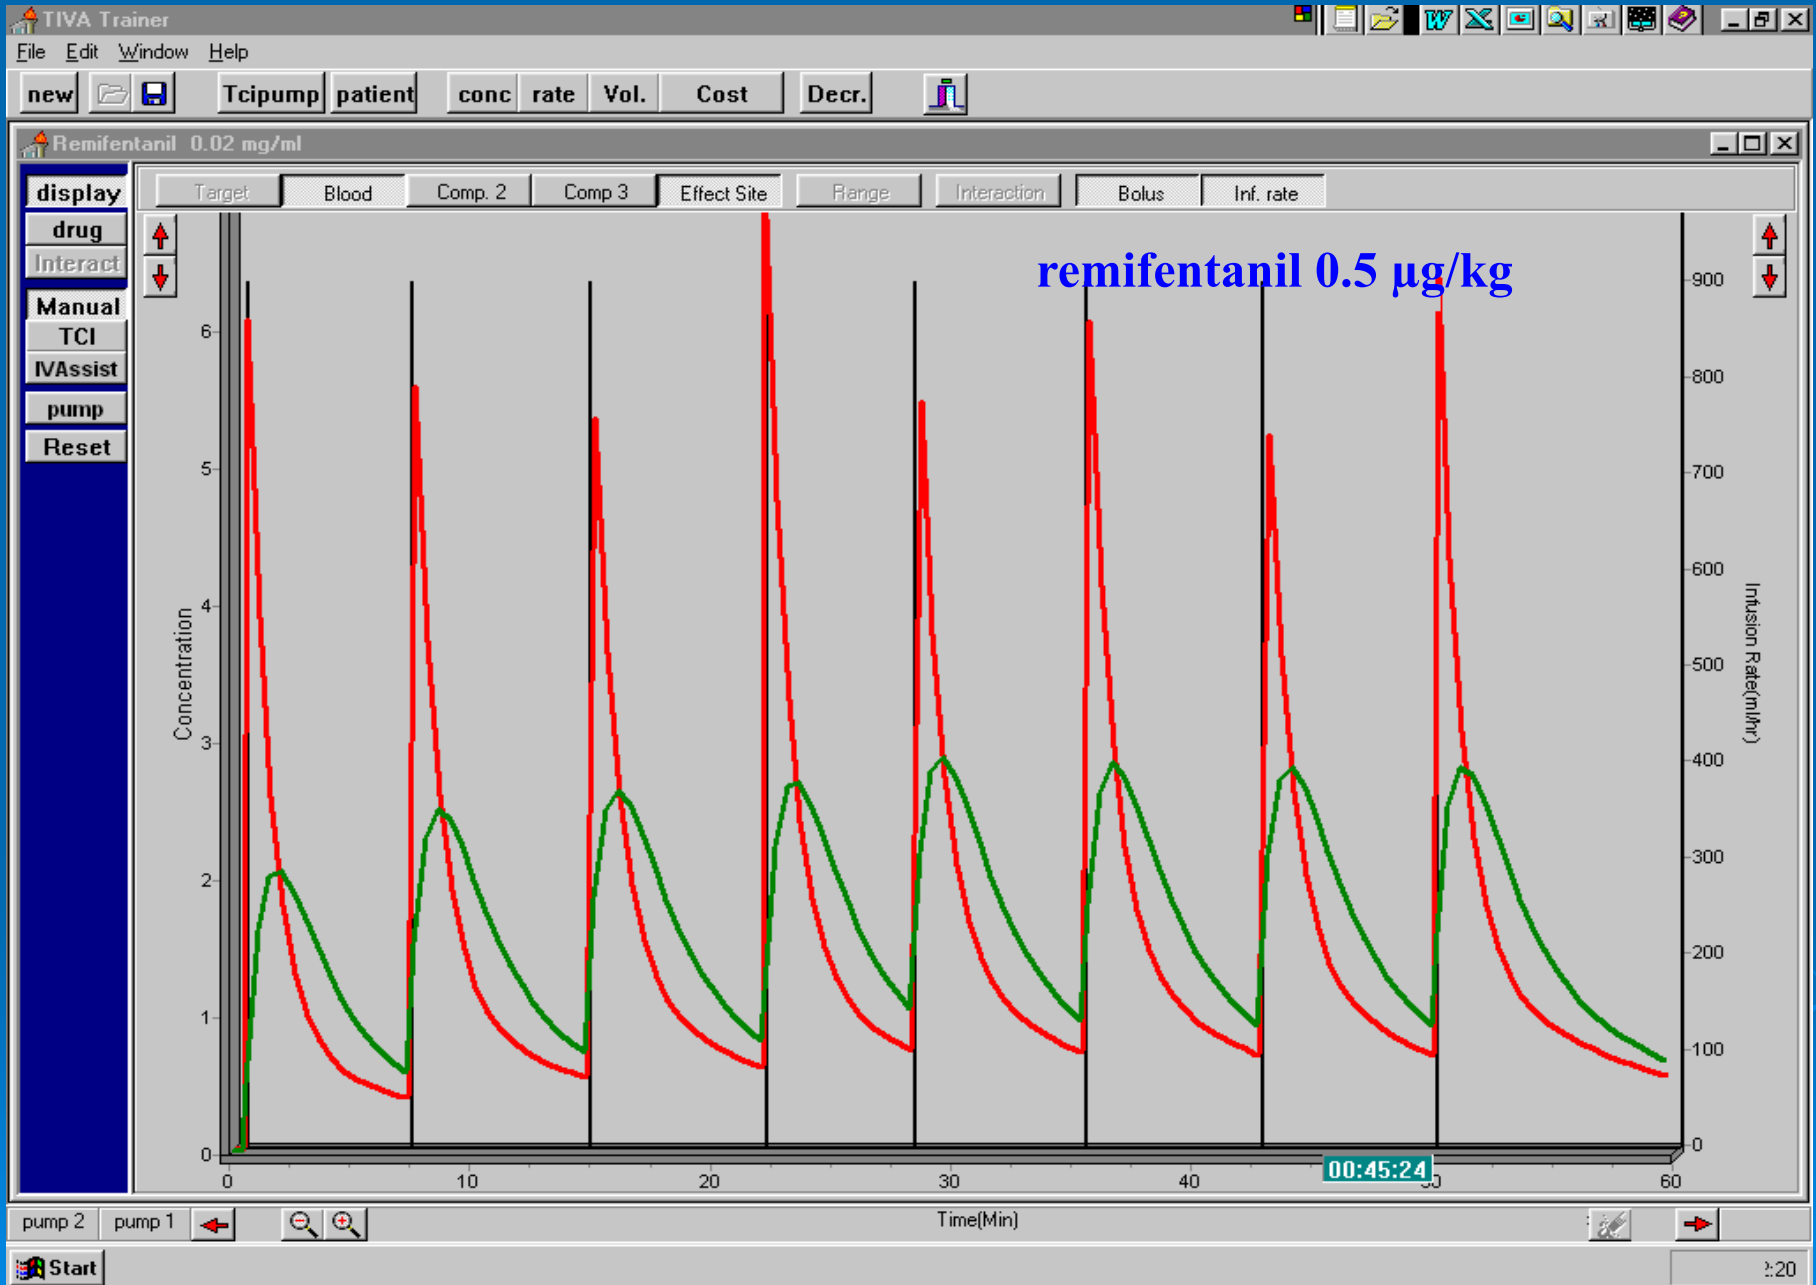 TIVA Trainer
File Edit Window Help
new Tcipump patient conc rate Vol. Cost Decr.
Remifentanil 0.02 mg/ml
display
drug
Interact
Manual
TCI
IVAssist
pump
Reset
Target Blood Comp. 2 Comp 3 Effect Site Range Interaction Bolus Inf. rate
remifentanil 0.5 µg/kg
Concentration
6
5
4
3
2
1
0
900
800
700
600
500
400
300
200
100
0
Infusion Rate(ml/hr)
0 10 20 30 40 60
00:45:24
Time(Min)
pump 2 pump 1
Start
:20